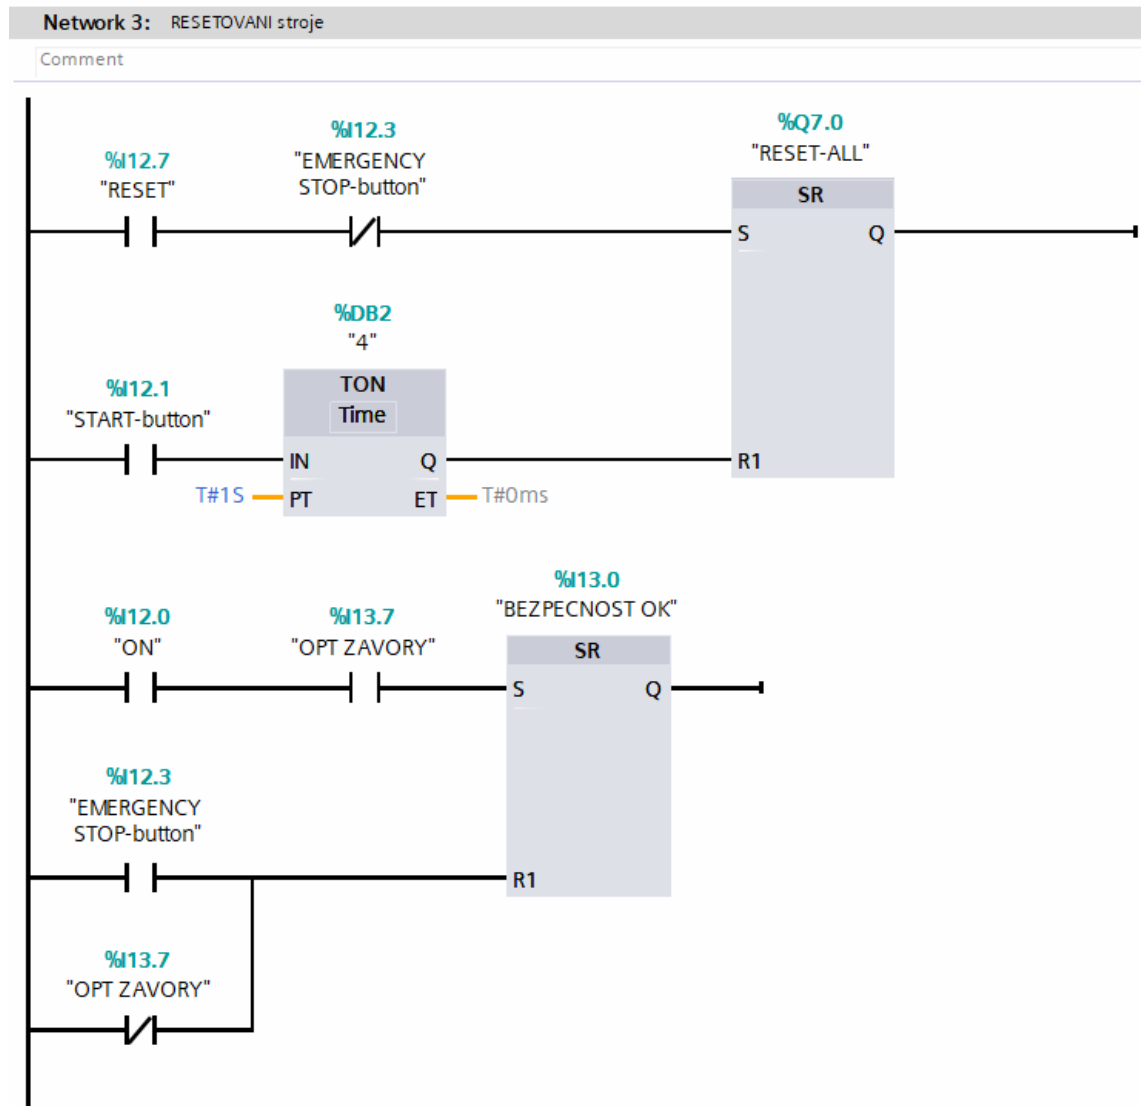 Network 3: RESETOVANI stroje
Comment
%I12.7
"RESET"
%I12.3
"EMERGENCY
STOP-button"
%Q7.0
"RESET-ALL"
SR
S
Q
R1
%I12.1
"START-button"
%DB2
"4"
TON
Time
IN
Q
T#1S
PT
ET
T#0ms
%I12.0
"ON"
%I13.7
"OPT ZAVORY"
%I13.0
"BEZPECNOST OK"
SR
S
Q
R1
%I12.3
"EMERGENCY
STOP-button"
%I13.7
"OPT ZAVORY"